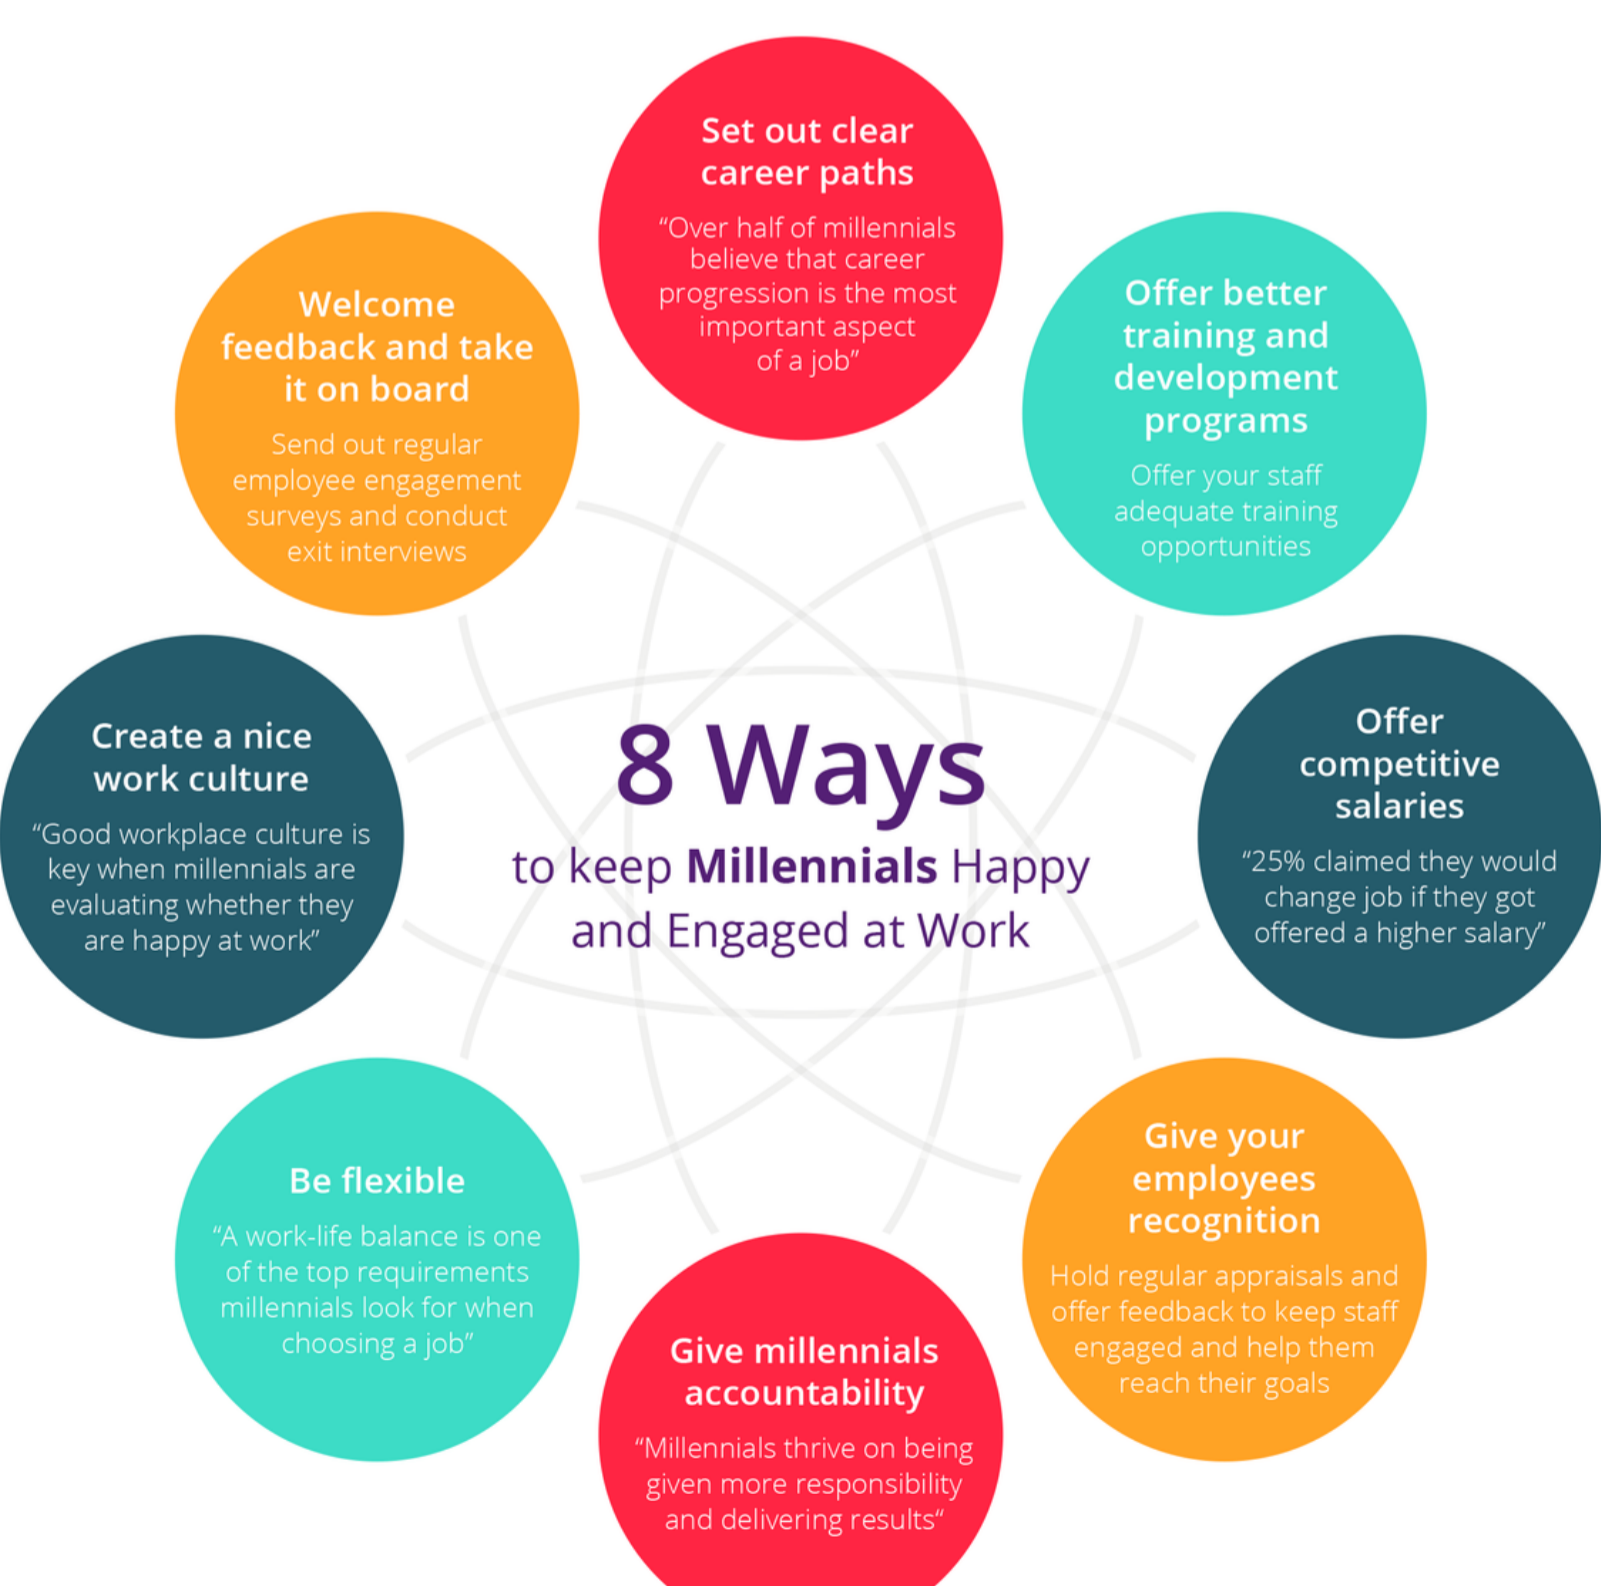 Set out clear
career paths
“Over half of millennials
believe that career
progression is the most
important aspect
of a job”
Offer better
training and
development
programs
Offer your staff
adequate training
opportunities
Offer
competitive
salaries
“25% claimed they would
change job if they got
offered a higher salary”
Give your
employees
recognition
Hold regular appraisals and
offer feedback to keep staff
engaged and help them
reach their goals
Give millennials
accountability
“Millennials thrive on being
given more responsibility
and delivering results“
Be flexible
“A work-life balance is one
of the top requirements
millennials look for when
choosing a job”
Create a nice
work culture
“Good workplace culture is
key when millennials are
evaluating whether they
are happy at work”
Welcome
feedback and take
it on board
Send out regular
employee engagement
surveys and conduct
exit interviews
8 Ways
to keep Millennials Happy
and Engaged at Work